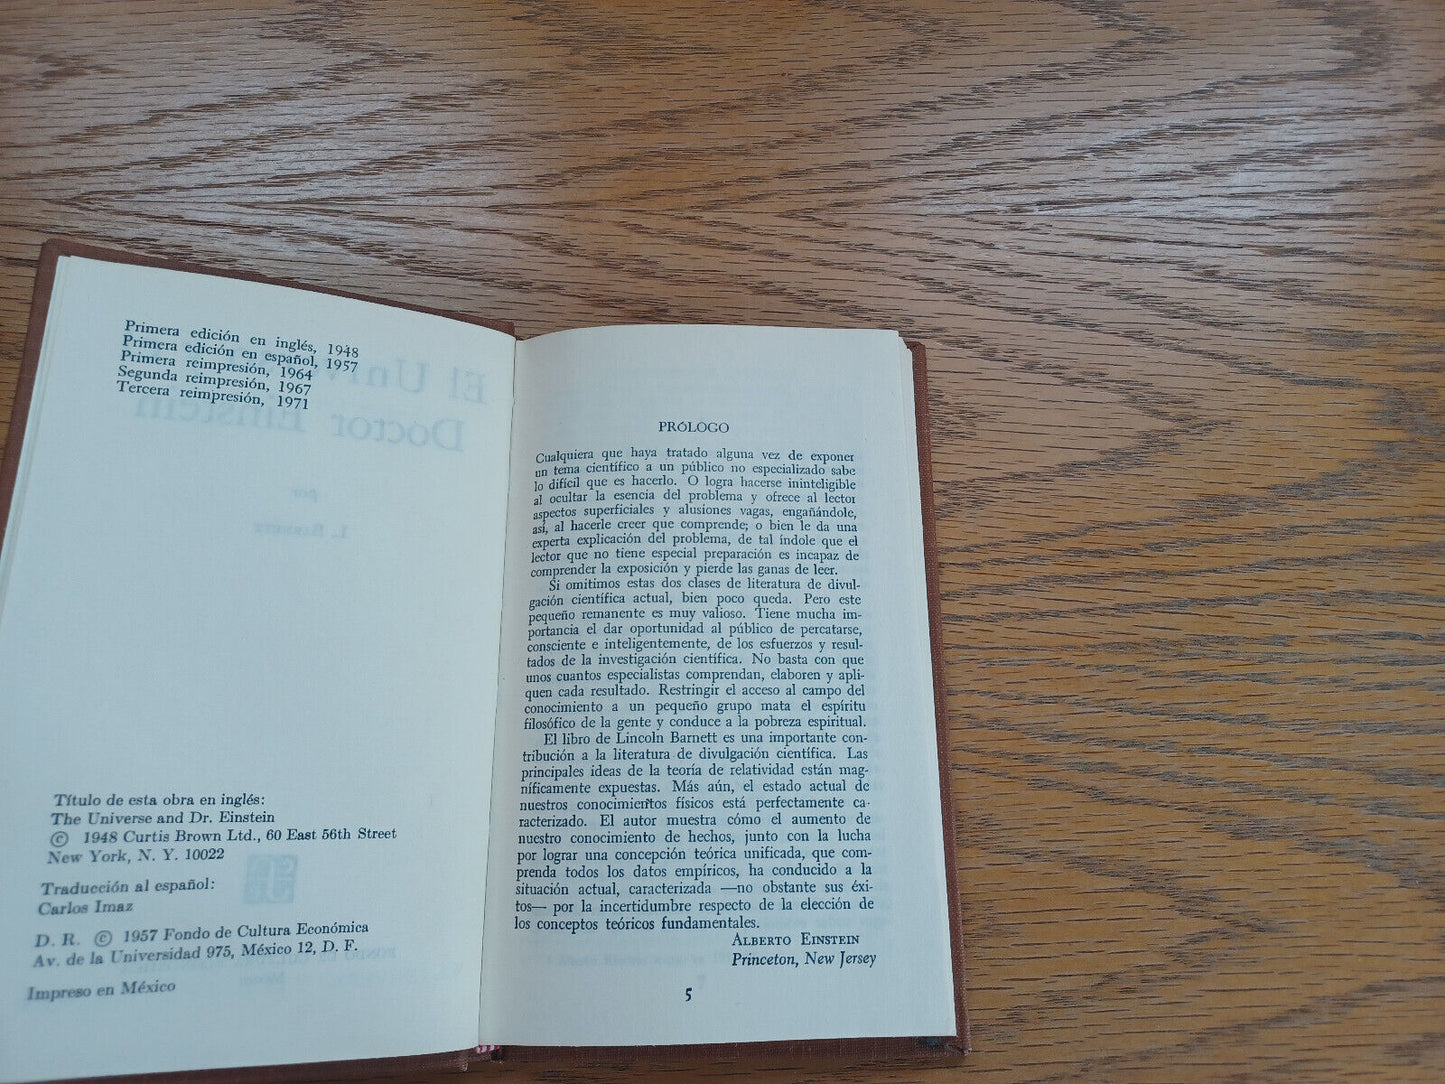 Primera edición en inglés, 1948
Primera edición en español, 1957
Primera reimpresión, 1964
Segunda reimpresión, 1967
Tercera reimpresión, 1971
Título de esta obra en inglés:
The Universe and Dr. Einstein
© 1948 Curtis Brown Ltd., 60 East 56th Street
New York, N. Y. 10022
Traducción al español:
Carlos Imaz
D. R. © 1957 Fondo de Cultura Económica
Av. de la Universidad 975, México 12, D. F.
Impreso en México
PRÓLOGO
Cualquiera que haya tratado alguna vez de exponer
un tema científico a un público no especializado sabe
lo difícil que es hacerlo. O logra hacerse ininteligible
al ocultar la esencia del problema y ofrece al lector
aspectos superficiales y alusiones vagas, engañándole,
así, al hacerle creer que comprende; o bien le da una
experta explicación del problema, de tal índole que el
lector que no tiene especial preparación es incapaz de
comprender la exposición y pierde las ganas de leer.
Si omitimos estas dos clases de literatura de divul-
gación científica actual, bien poco queda. Pero este
pequeño remanente es muy valioso. Tiene mucha im-
portancia el dar oportunidad al público de percatarse,
consciente e inteligentemente, de los esfuerzos y resul-
tados de la investigación científica. No basta con que
unos cuantos especialistas comprendan, elaboren y apli-
quen cada resultado. Restringir el acceso al campo del
conocimiento a un pequeño grupo mata el espíritu
filosófico de la gente y conduce a la pobreza espiritual.
El libro de Lincoln Barnett es una importante con-
tribución a la literatura de divulgación científica. Las
principales ideas de la teoría de relatividad están mag-
níficamente expuestas. Más aún, el estado actual de
nuestros conocimientos físicos está perfectamente ca-
racterizado. El autor muestra cómo el aumento de
nuestro conocimiento de hechos, junto con la lucha
por lograr una concepción teórica unificada, que com-
prenda todos los datos empíricos, ha conducido a la
situación actual, caracterizada —no obstante sus éxi-
tos— por la incertidumbre respecto de la elección de
los conceptos teóricos fundamentales.
ALBERTO EINSTEIN
Princeton, New Jersey
5